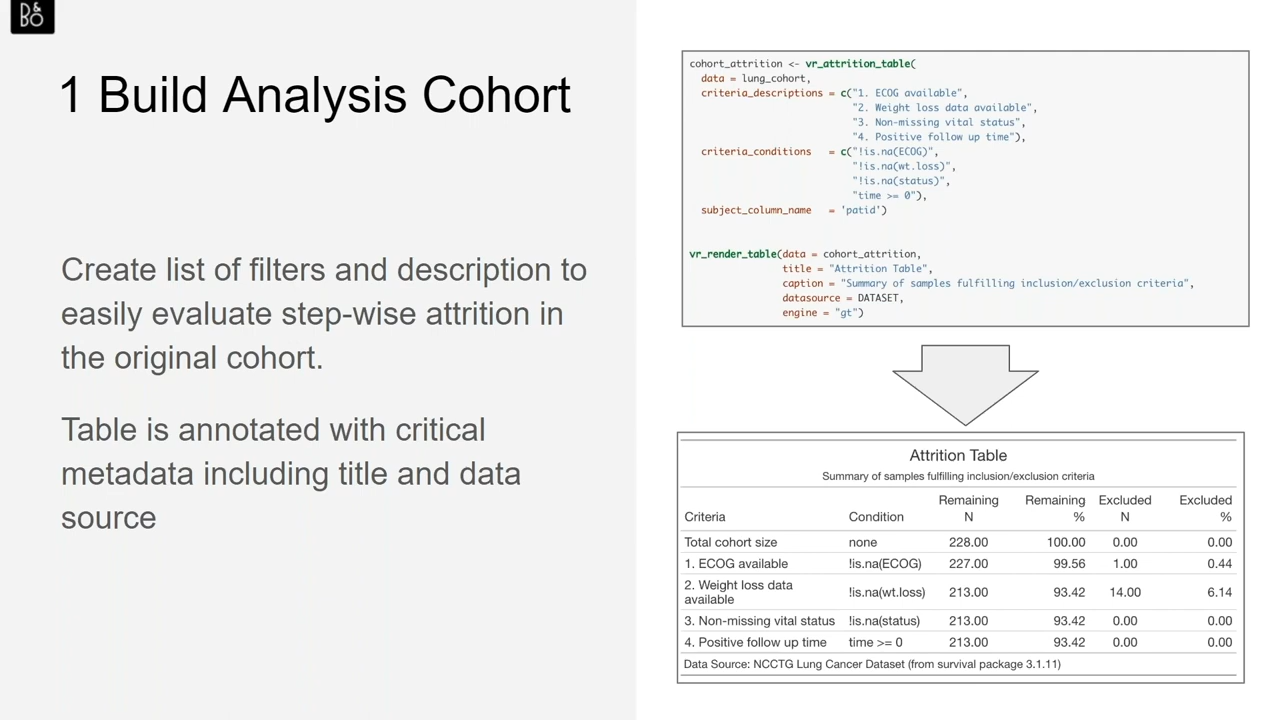 B&O
1 Build Analysis Cohort
Create list of filters and description to
easily evaluate step-wise attrition in
the original cohort.
Table is annotated with critical
metadata including title and data
source
cohort_attrition <- vr_attrition_table(
  data = lung_cohort,
  criteria_descriptions = c("1. ECOG available",
                            "2. Weight loss data available",
                            "3. Non-missing vital status",
                            "4. Positive follow up time"),
  criteria_conditions   = c("!is.na(ECOG)",
                            "!is.na(wt.loss)",
                            "!is.na(status)",
                            "time >= 0"),
  subject_column_name   = 'patid')
vr_render_table(data = cohort_attrition,
                title = "Attrition Table",
                caption = "Summary of samples fulfilling inclusion/exclusion criteria",
                datasource = DATASET,
                engine = "gt")
Attrition Table
Summary of samples fulfilling inclusion/exclusion criteria
Criteria Condition Remaining N Remaining % Excluded N Excluded %
Total cohort size none 228.00 100.00 0.00 0.00
1. ECOG available !is.na(ECOG) 227.00 99.56 1.00 0.44
2. Weight loss data available !is.na(wt.loss) 213.00 93.42 14.00 6.14
3. Non-missing vital status !is.na(status) 213.00 93.42 0.00 0.00
4. Positive follow up time time >= 0 213.00 93.42 0.00 0.00
Data Source: NCCTG Lung Cancer Dataset (from survival package 3.1.11)